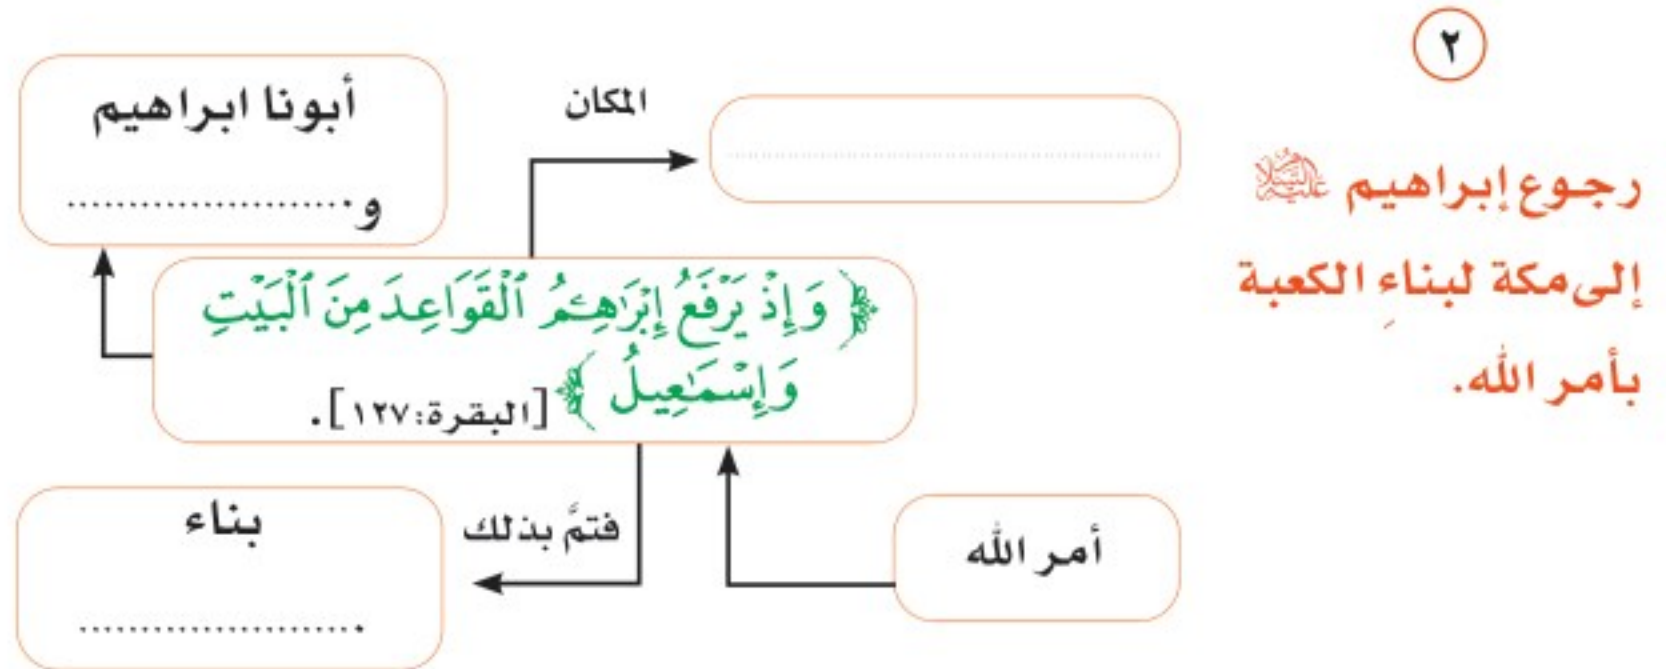 ٢
رجوع إبراهيم عليه السلام
إلى مكة لبناءِ الكعبة
بأمر الله.
المكان
................................
أبونا ابراهيم
و........................
﴿ وَإِذْ يَرْفَعُ إِبْرَٰهِـۧمُ ٱلْقَوَاعِدَ مِنَ ٱلْبَيْتِ
وَإِسْمَـٰعِيلُ ﴾ [البقرة:١٢٧].
أمر الله
فتمَّ بذلك
بناء
........................